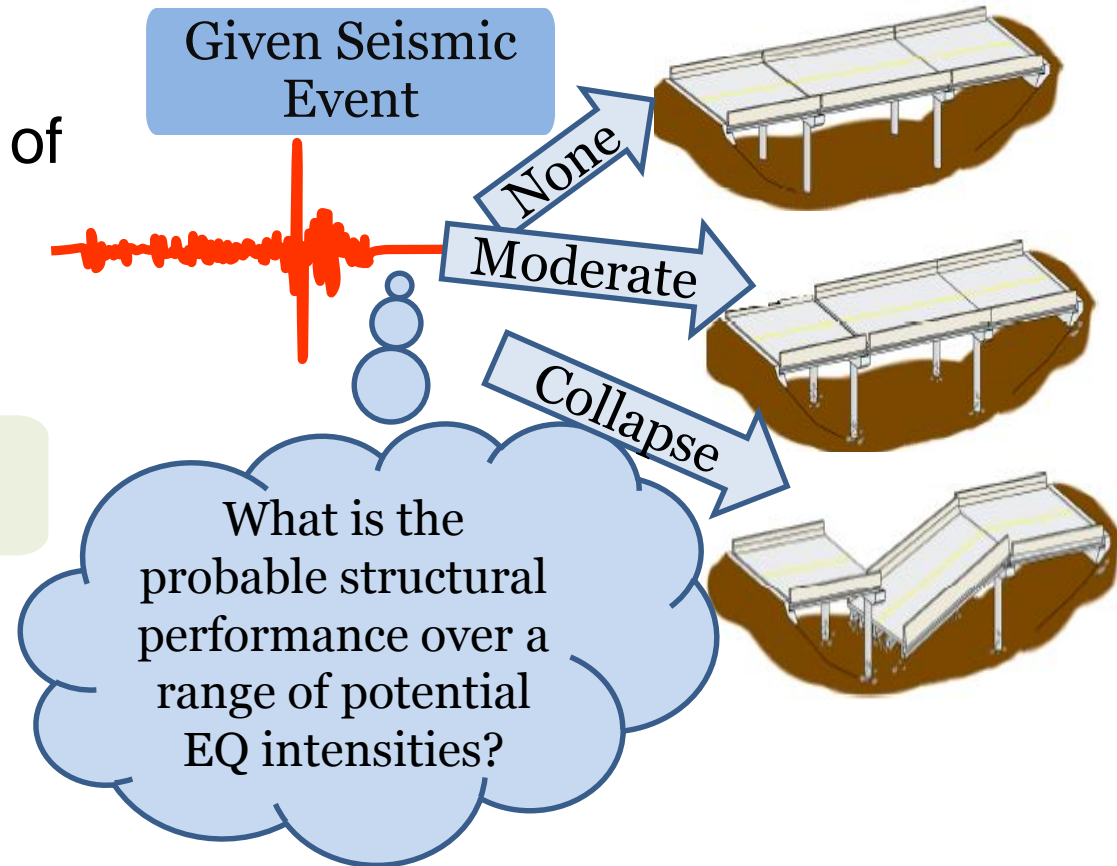 Given Seismic
Event
of
None
Moderate
Collapse
What is the
probable structural
performance over a
range of potential
EQ intensities?